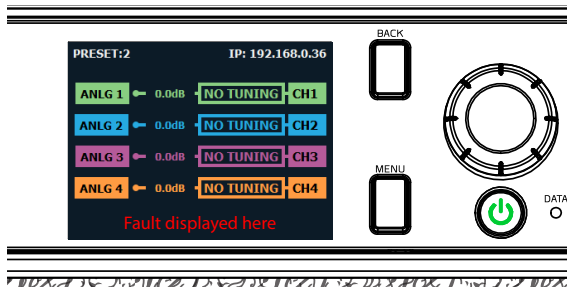 PRESET:2 IP: 192.168.0.36
ANLG 1 0.0dB NO TUNING CH1
ANLG 2 0.0dB NO TUNING CH2
ANLG 3 0.0dB NO TUNING CH3
ANLG 4 0.0dB NO TUNING CH4
Fault displayed here
BACK
MENU
DATA